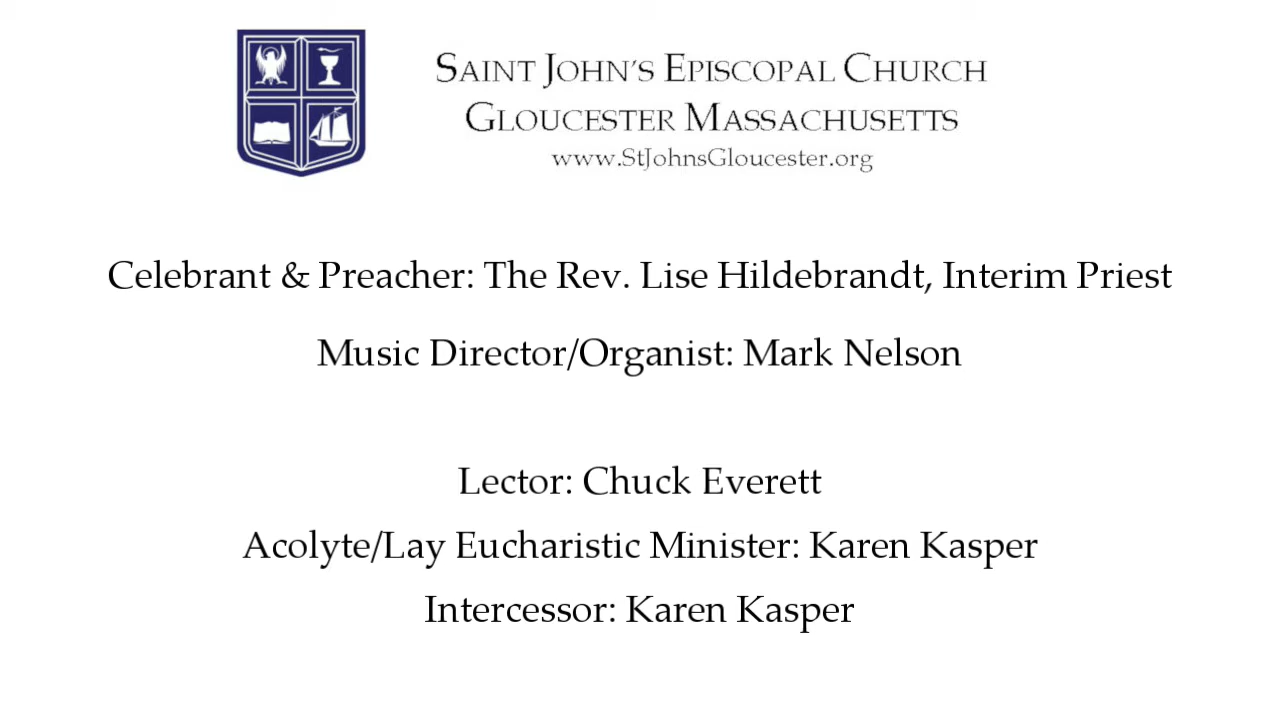 Saint John's Episcopal Church
Gloucester Massachusetts
www.StJohnsGloucester.org
Celebrant & Preacher: The Rev. Lise Hildebrandt, Interim Priest
Music Director/Organist: Mark Nelson
Lector: Chuck Everett
Acolyte/Lay Eucharistic Minister: Karen Kasper
Intercessor: Karen Kasper